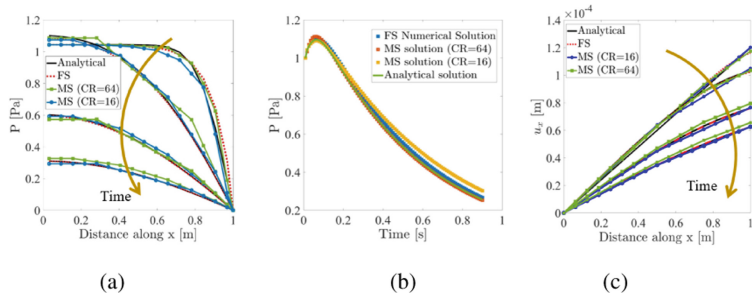 1.2
1
0.8
0.6
0.4
0.2
0
P [Pa]
Analytical
FS
MS (CR=64)
MS (CR=16)
Time
0 0.2 0.4 0.6 0.8 1
Distance along x [m]
(a)
1.2
1
0.8
0.6
0.4
0.2
P [Pa]
FS Numerical Solution
MS solution (CR=64)
MS solution (CR=16)
Analytical solution
0 0.2 0.4 0.6 0.8 1
Time [s]
(b)
×10⁻⁴
1.2
1
0.8
0.6
0.4
0.2
0
uₓ [m]
Analytical
FS
MS (CR=16)
MS (CR=64)
Time
0 0.2 0.4 0.6 0.8 1
Distance along x [m]
(c)